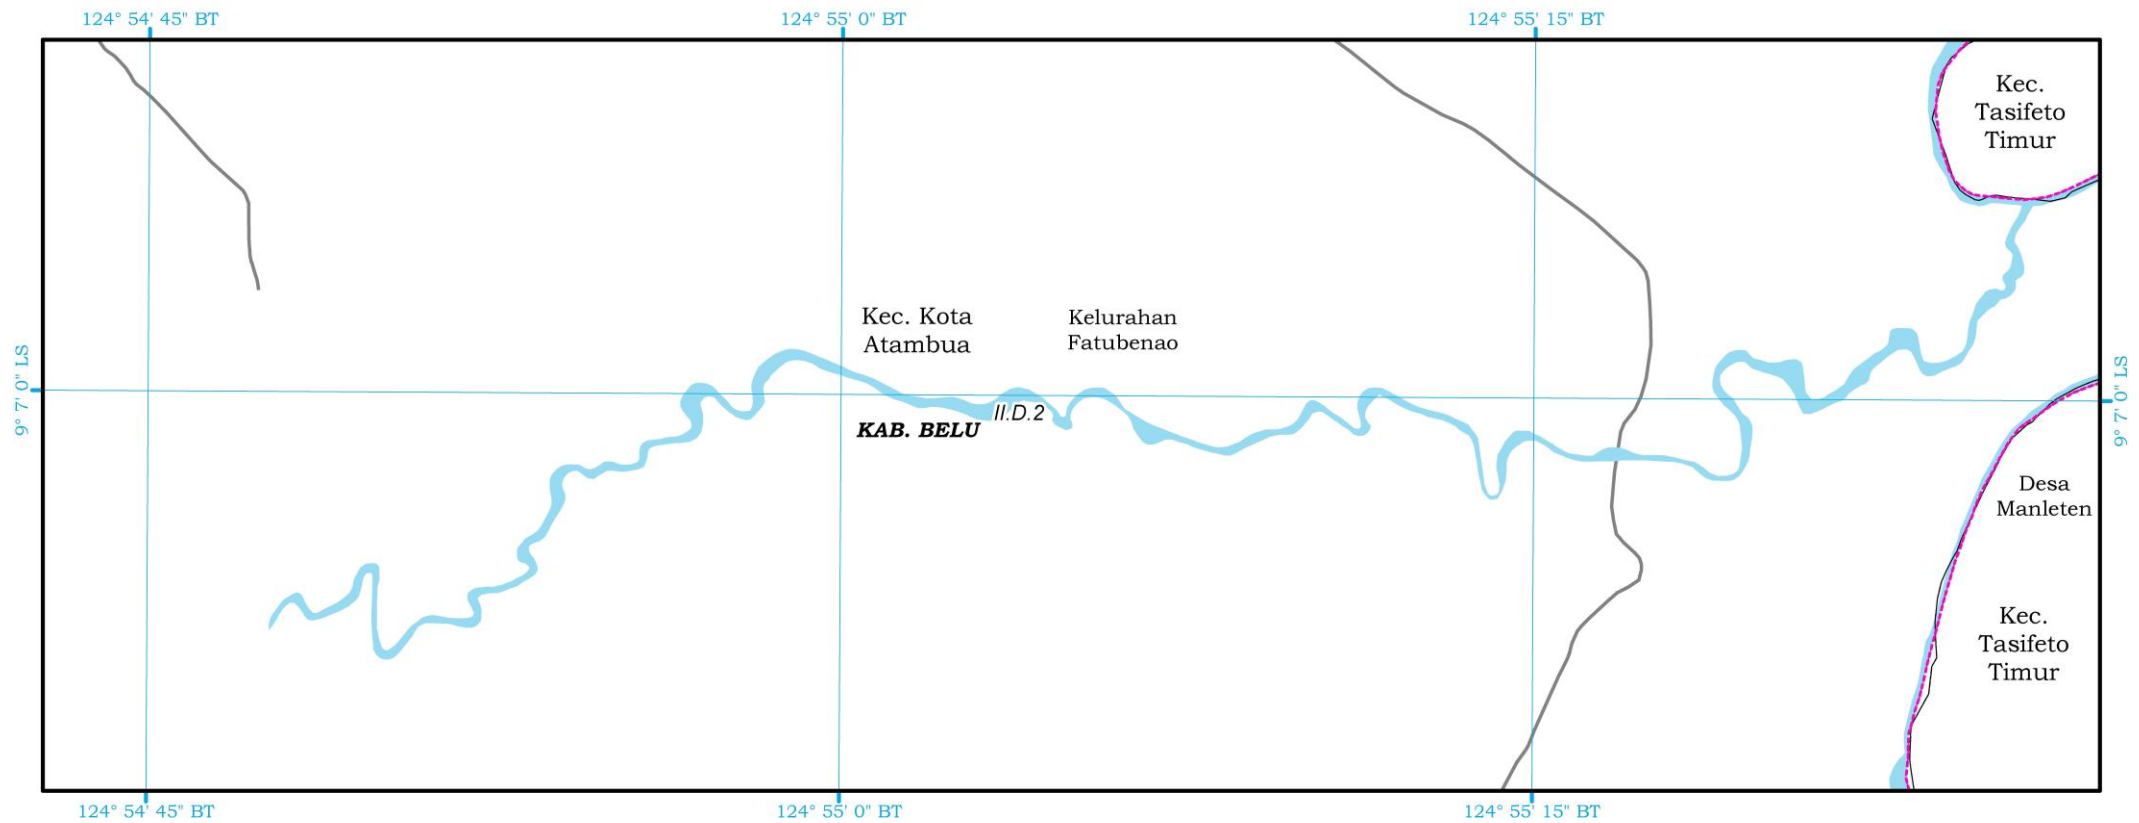 124° 54' 45" BT
124° 55' 0" BT
124° 55' 15" BT
Kec.
Tasifeto
Timur
Kec. Kota
Atambua
Kelurahan
Fatubenao
9° 7' 0" LS
9° 7' 0" LS
II.D.2
KAB. BELU
Desa
Manleten
Kec.
Tasifeto
Timur
124° 54' 45" BT
124° 55' 0" BT
124° 55' 15" BT